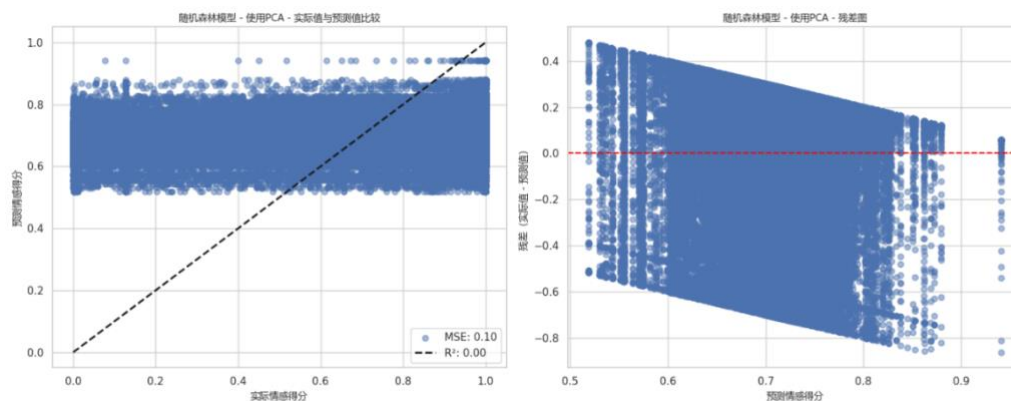 随机森林模型 - 使用PCA - 实际值与预测值比较
1.0
0.8
0.6
0.4
0.2
0.0
预测情感得分
MSE: 0.10
R²: 0.00
0.0 0.2 0.4 0.6 0.8 1.0
实际情感得分
随机森林模型 - 使用PCA - 残差图
0.4
0.2
0.0
−0.2
−0.4
−0.6
−0.8
残差（实际值 - 预测值）
0.5 0.6 0.7 0.8 0.9
预测情感得分